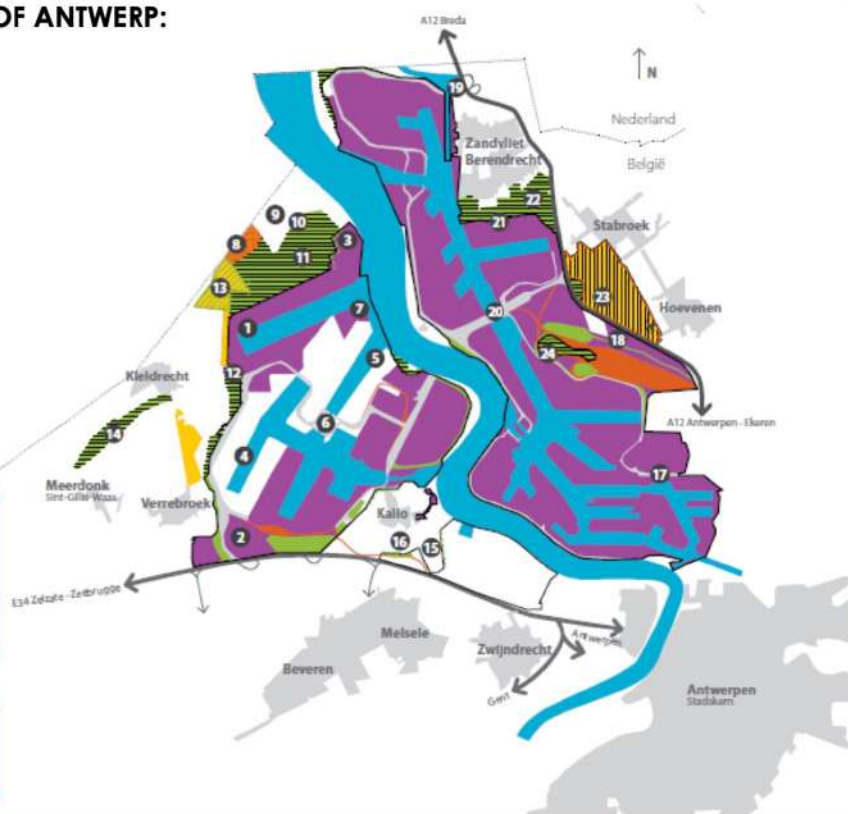 OF ANTWERP:
A12 Breda
N
19
Nederland
België
Zandvliet
Berendrecht
22
21
Stabroek
9
10
8
3
11
13
23
Hoevenen
7
1
20
18
5
24
12
Kieldrecht
6
A12 Antwerpen - Ekeren
14
4
17
Meerdonk
Sint-Gillis-Waas
Verrebroek
Kallo
2
16
15
E34 Zelzate - Zeebrugge
Melsele
Antwerpen
Zwijndrecht
Beveren
Gent
Antwerpen
Stadskern